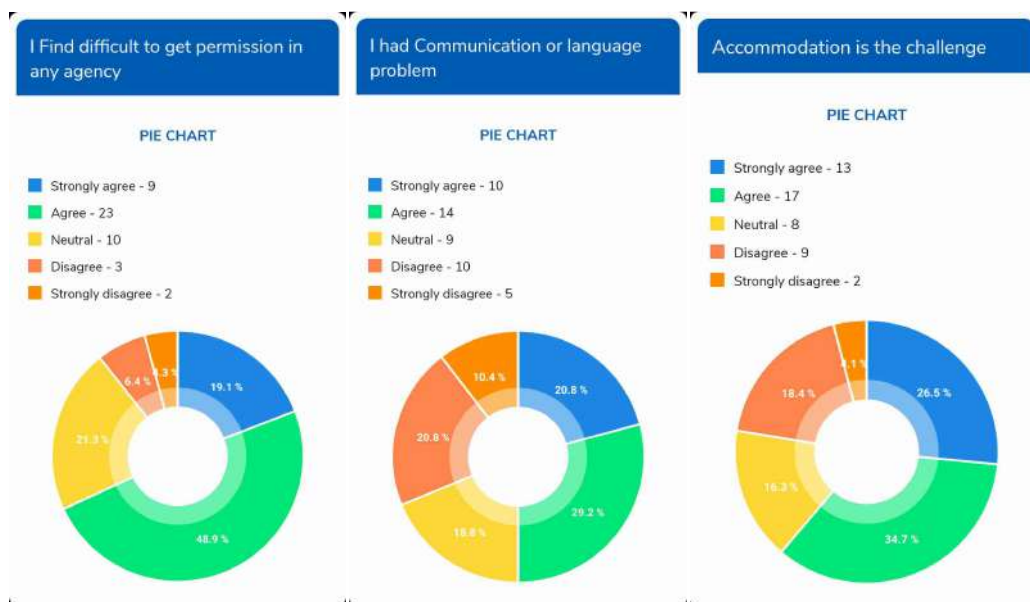 I Find difficult to get permission in
any agency
PIE CHART
Strongly agree - 9
Agree - 23
Neutral - 10
Disagree - 3
Strongly disagree - 2
4.3 %
6.4 %
19.1 %
21.3 %
48.9 %
I had Communication or language
problem
PIE CHART
Strongly agree - 10
Agree - 14
Neutral - 9
Disagree - 10
Strongly disagree - 5
10.4 %
20.8 %
20.8 %
18.8 %
29.2 %
Accommodation is the challenge
PIE CHART
Strongly agree - 13
Agree - 17
Neutral - 8
Disagree - 9
Strongly disagree - 2
4.1 %
18.4 %
26.5 %
16.3 %
34.7 %